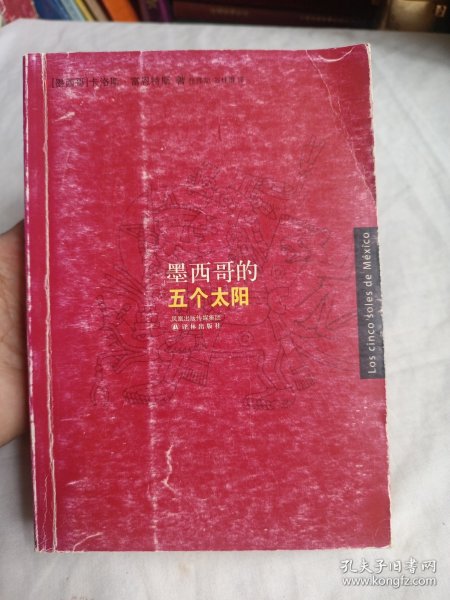 [墨西哥]卡洛斯·富恩特斯 著
墨西哥的
五个太阳
凤凰出版传媒集团
译林出版社
Los cinco soles de México
孔夫子旧书网
www.kongfz.com